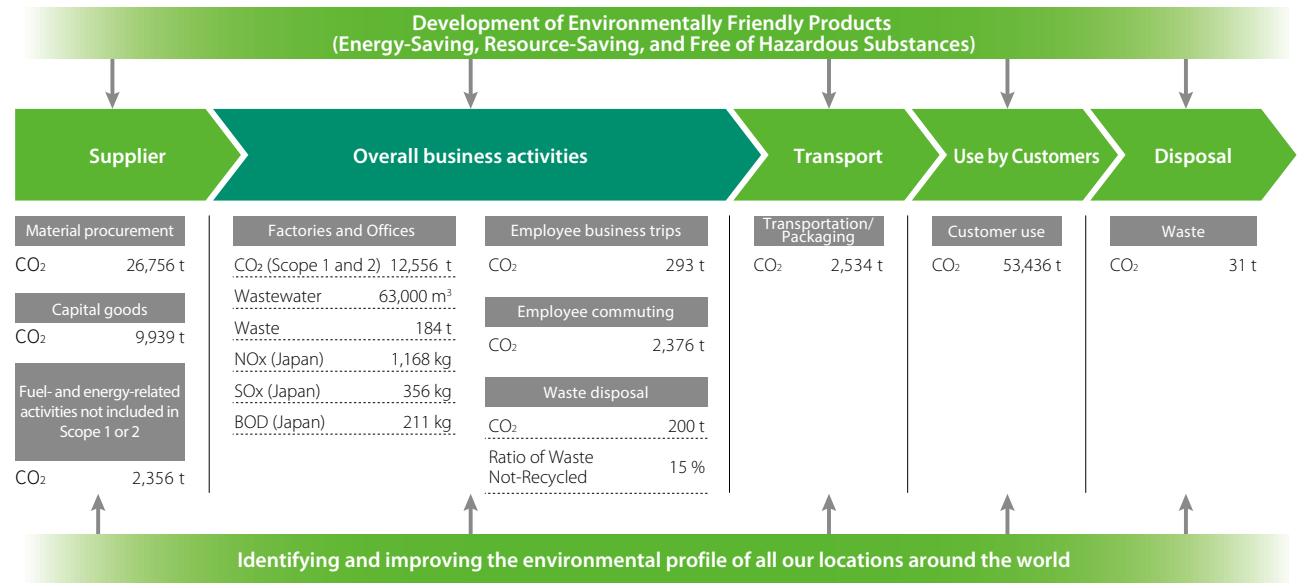 Development of Environmentally Friendly Products
(Energy-Saving, Resource-Saving, and Free of Hazardous Substances)
Supplier
Overall business activities
Transport
Use by Customers
Disposal
Material procurement
CO₂ 26,756 t
Capital goods
CO₂ 9,939 t
Fuel- and energy-related
activities not included in
Scope 1 or 2
CO₂ 2,356 t
Factories and Offices
CO₂ (Scope 1 and 2) 12,556 t
Wastewater 63,000 m³
Waste 184 t
NOx (Japan) 1,168 kg
SOx (Japan) 356 kg
BOD (Japan) 211 kg
Employee business trips
CO₂ 293 t
Employee commuting
CO₂ 2,376 t
Waste disposal
CO₂ 200 t
Ratio of Waste
Not-Recycled 15 %
Transportation/
Packaging
CO₂ 2,534 t
Customer use
CO₂ 53,436 t
Waste
CO₂ 31 t
Identifying and improving the environmental profile of all our locations around the world